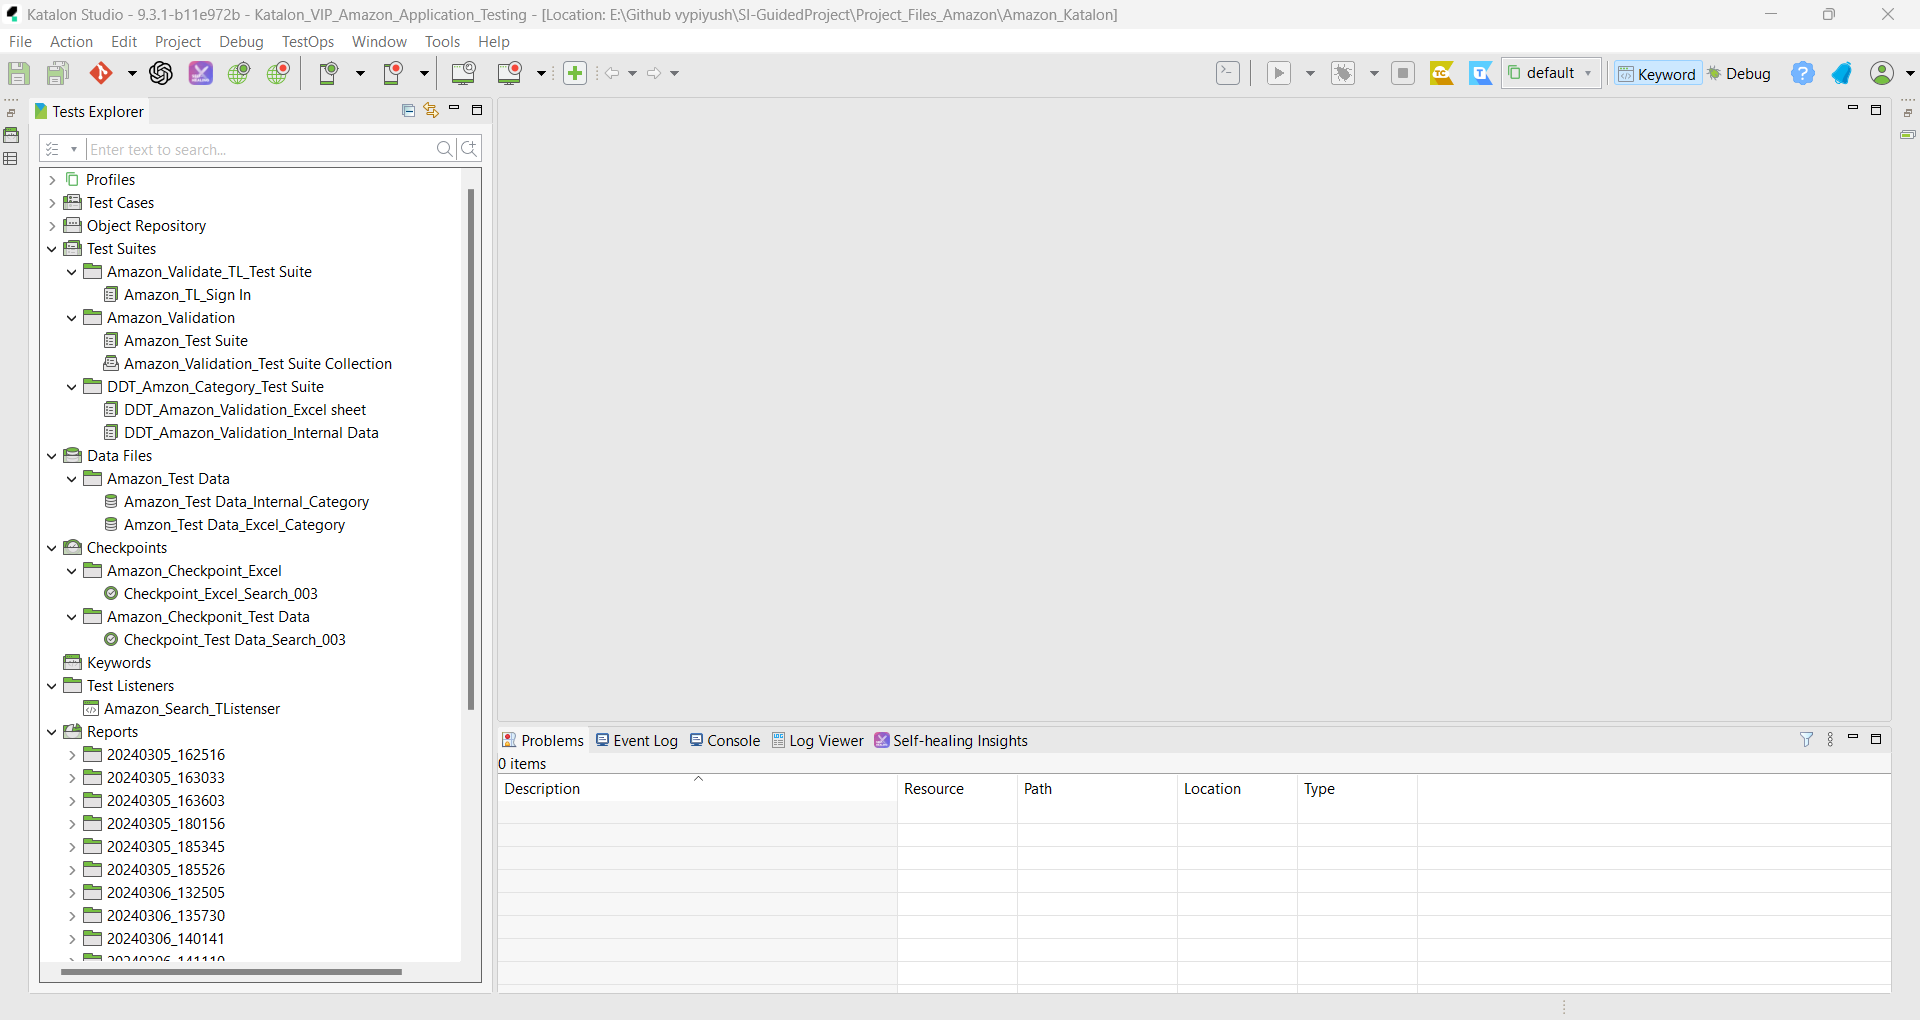 Katalon Studio - 9.3.1-b11e972b - Katalon_VIP_Amazon_Application_Testing - [Location: E:\Github vypiyush\SI-GuidedProject\Project_Files_Amazon\Amazon_Katalon]
File Action Edit Project Debug TestOps Window Tools Help
default Keyword Debug
Tests Explorer
Enter text to search...
Profiles
Test Cases
Object Repository
Test Suites
Amazon_Validate_TL_Test Suite
Amazon_TL_Sign In
Amazon_Validation
Amazon_Test Suite
Amazon_Validation_Test Suite Collection
DDT_Amzon_Category_Test Suite
DDT_Amazon_Validation_Excel sheet
DDT_Amazon_Validation_Internal Data
Data Files
Amazon_Test Data
Amazon_Test Data_Internal_Category
Amzon_Test Data_Excel_Category
Checkpoints
Amazon_Checkpoint_Excel
Checkpoint_Excel_Search_003
Amazon_Checkponit_Test Data
Checkpoint_Test Data_Search_003
Keywords
Test Listeners
Amazon_Search_TListenser
Reports
20240305_162516
20240305_163033
20240305_163603
20240305_180156
20240305_185345
20240305_185526
20240306_132505
20240306_135730
20240306_140141
20240306_141110
Problems Event Log Console Log Viewer Self-healing Insights
0 items
Description Resource Path Location Type